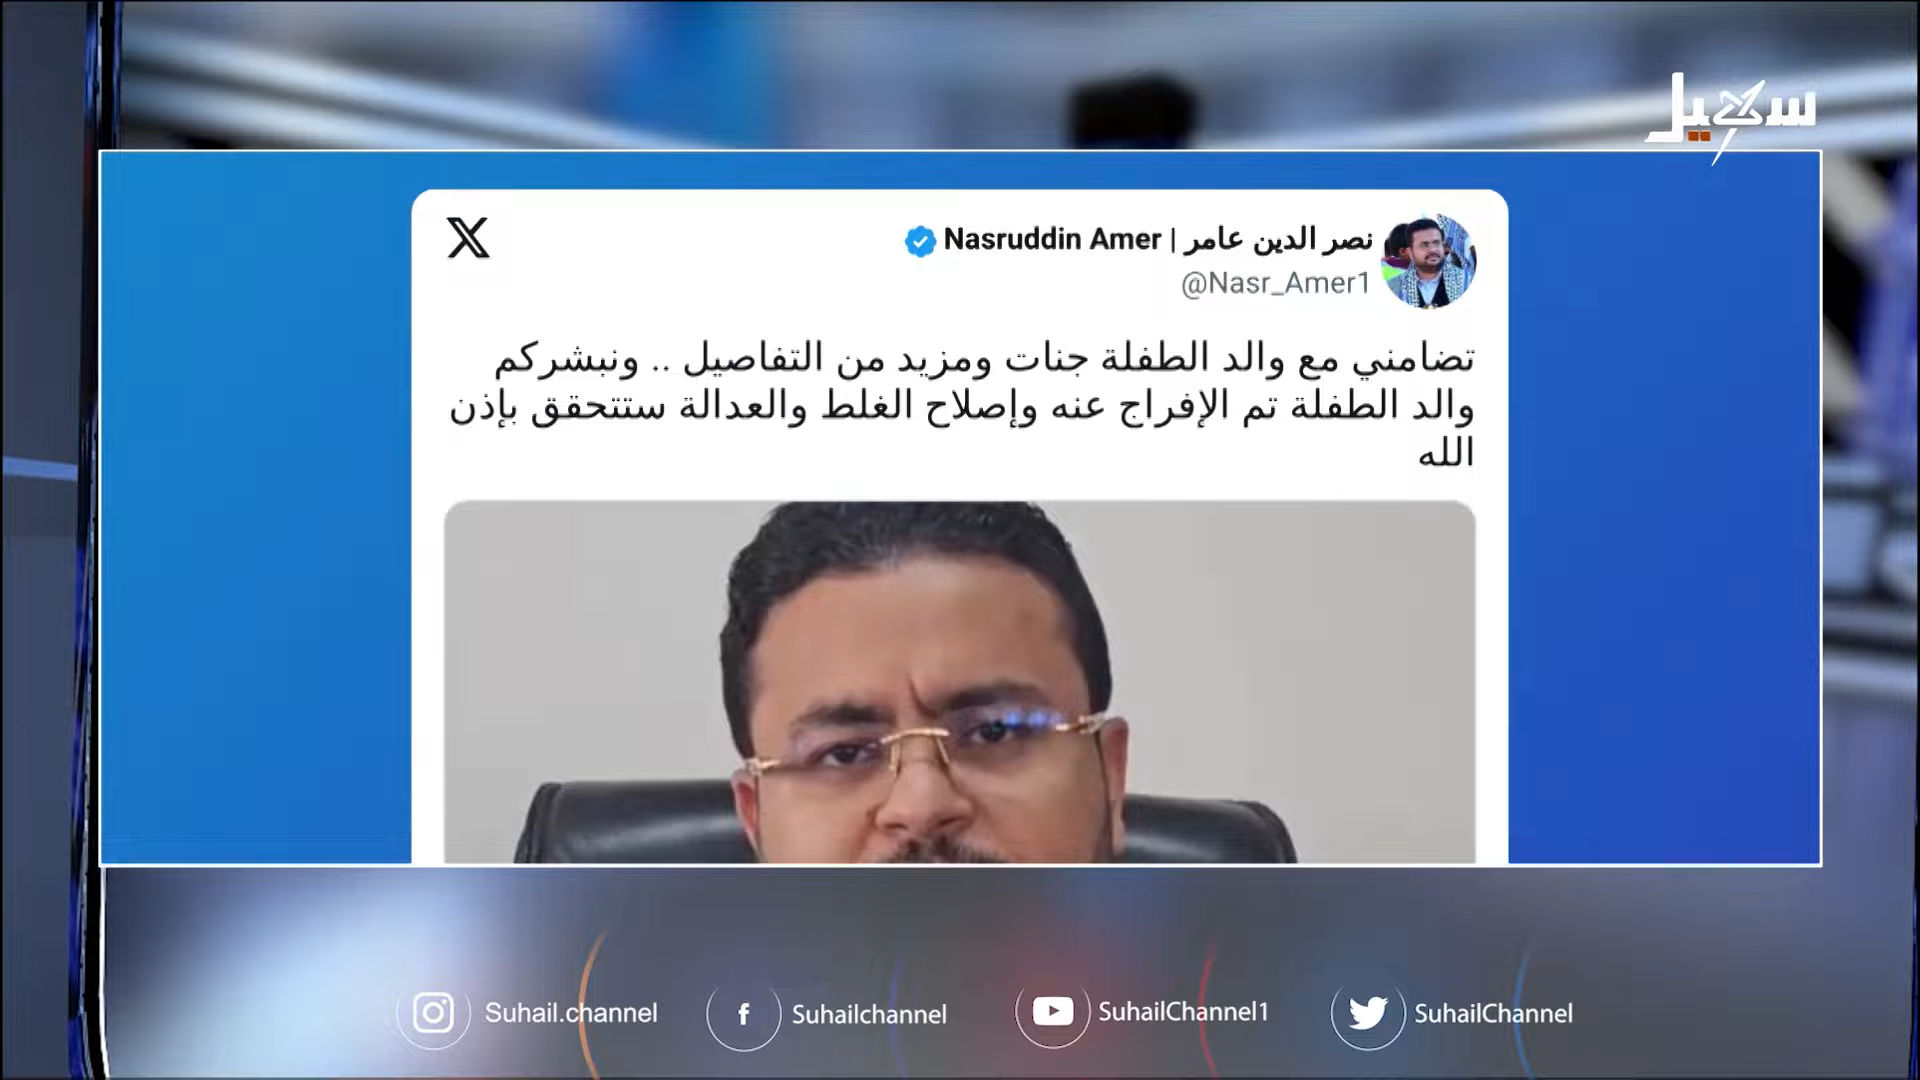 سهيل
نصر الدين عامر | Nasruddin Amer
@Nasr_Amer1
تضامني مع والد الطفلة جنات ومزيد من التفاصيل .. ونبشركم
والد الطفلة تم الإفراج عنه وإصلاح الغلط والعدالة ستتحقق بإذن
الله
Suhail.channel
Suhailchannel
SuhailChannel1
SuhailChannel